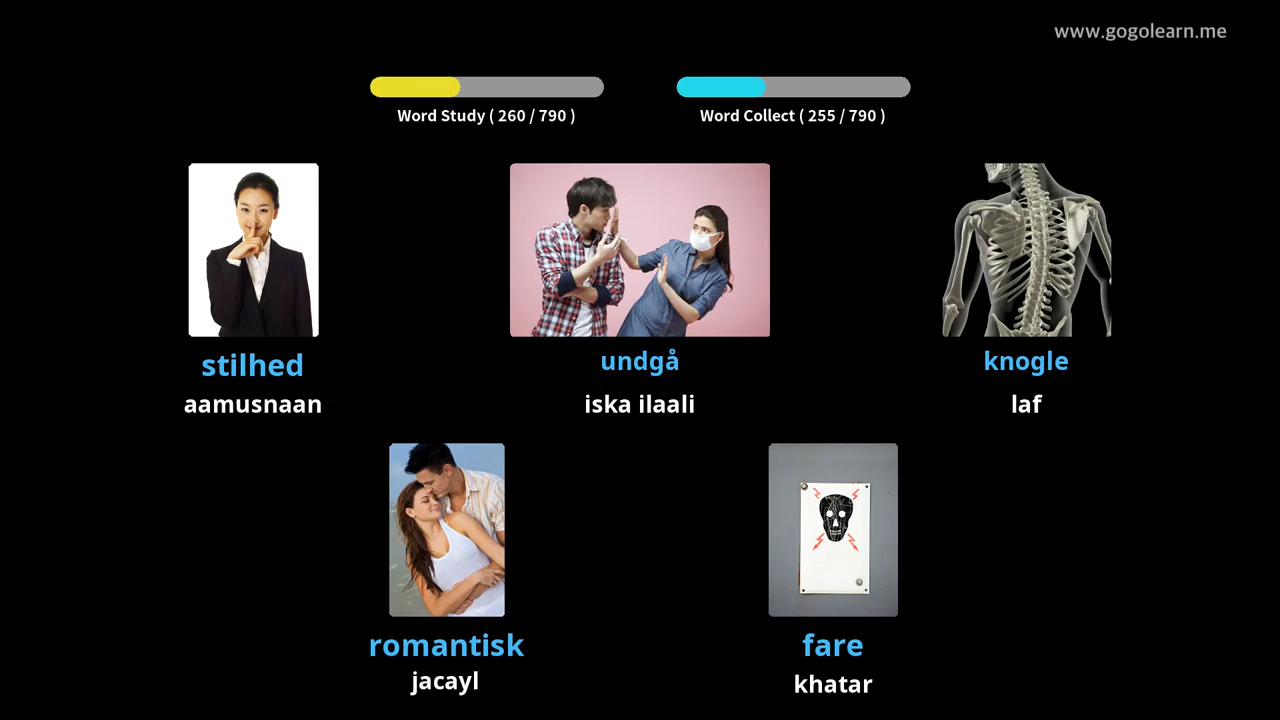 www.gogolearn.me
Word Study ( 260 / 790 )
Word Collect ( 255 / 790 )
stilhed
aamusnaan
undgå
iska ilaali
knogle
laf
romantisk
jacayl
fare
khatar